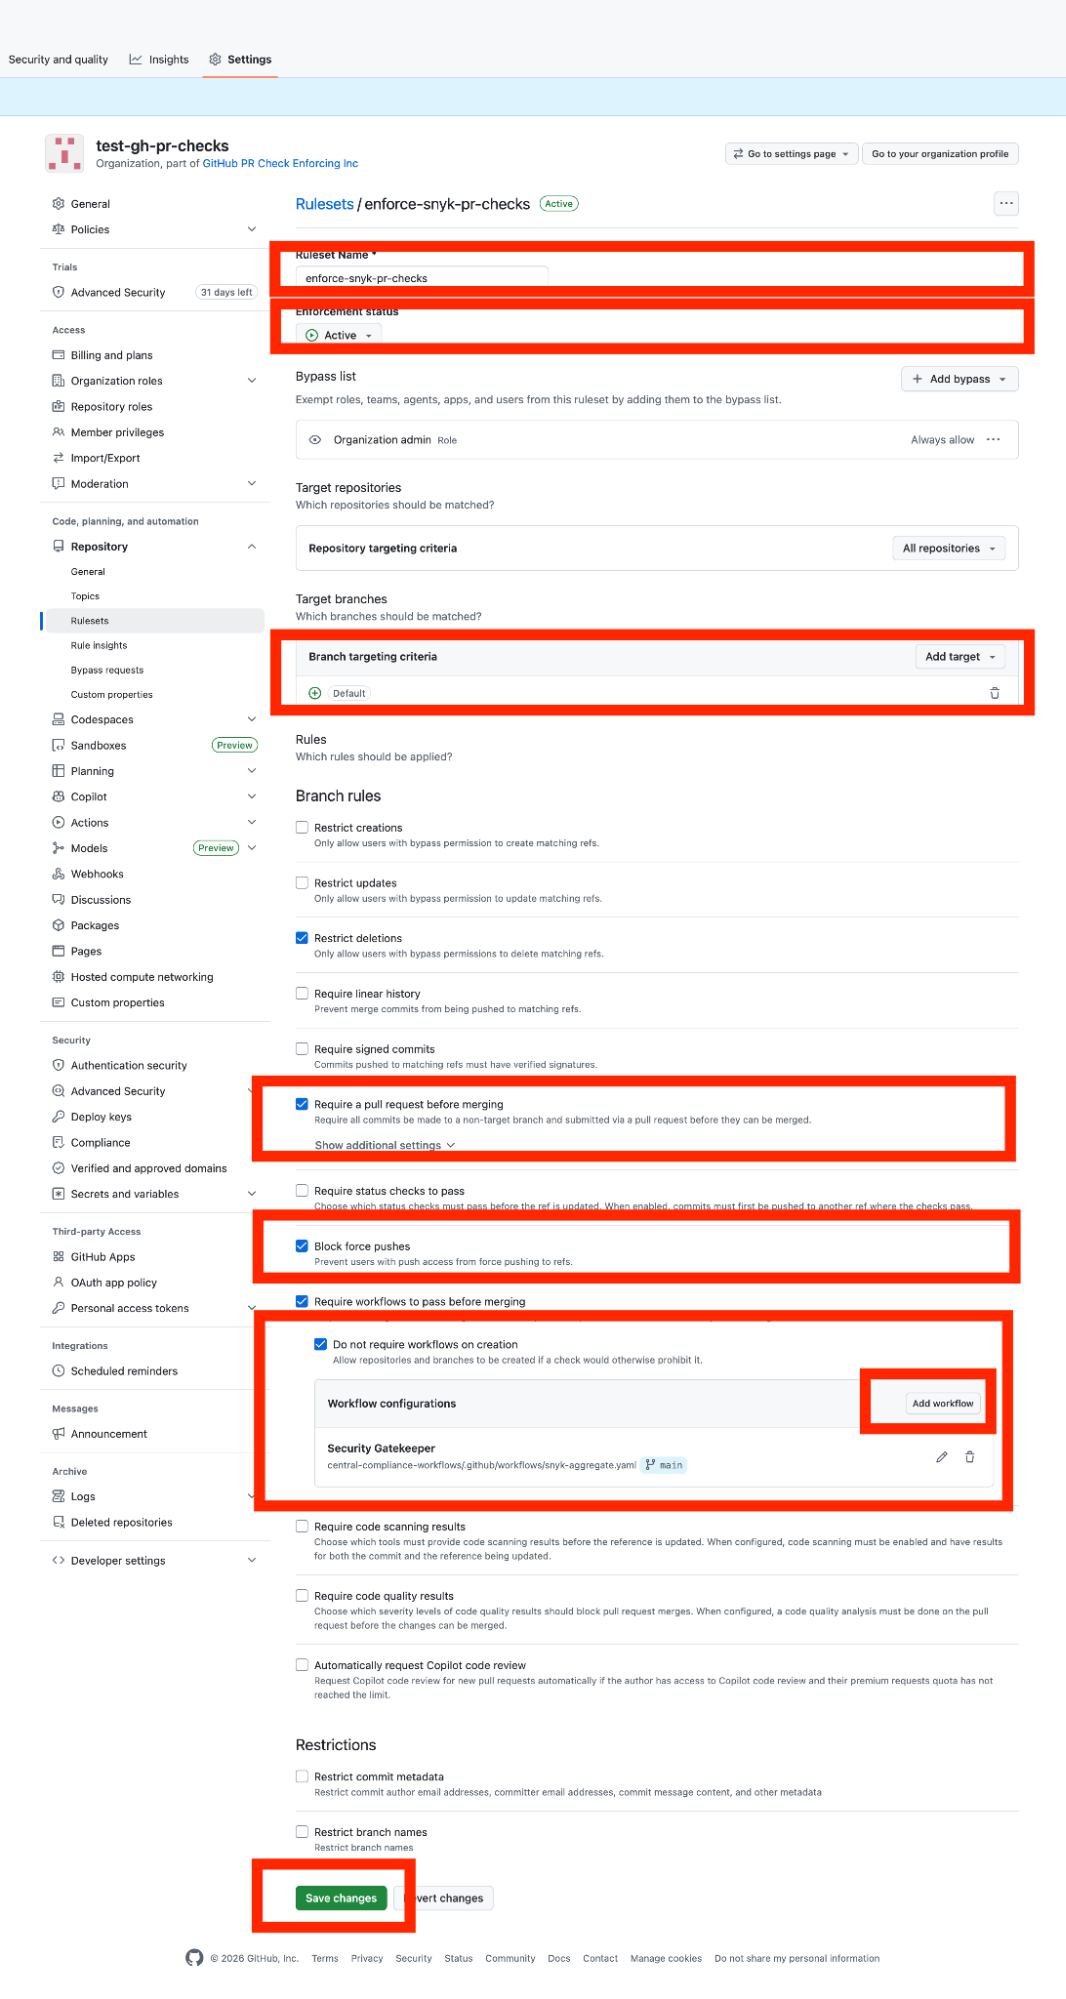 Security and quality
Insights
Settings
test-gh-pr-checks
Organization, part of GitHub PR Check Enforcing Inc
Go to settings page
Go to your organization profile
General
Policies
Trials
Advanced Security
31 days left
Access
Billing and plans
Organization roles
Repository roles
Member privileges
Import/Export
Moderation
Code, planning, and automation
Repository
General
Topics
Rulesets
Rule insights
Bypass requests
Custom properties
Codespaces
Sandboxes
Preview
Planning
Copilot
Actions
Models
Preview
Webhooks
Discussions
Packages
Pages
Hosted compute networking
Custom properties
Security
Authentication security
Advanced Security
Deploy keys
Compliance
Verified and approved domains
Secrets and variables
Third-party Access
GitHub Apps
OAuth app policy
Personal access tokens
Integrations
Scheduled reminders
Messages
Announcement
Archive
Logs
Deleted repositories
Developer settings
Rulesets / enforce-snyk-pr-checks Active
Ruleset Name *
enforce-snyk-pr-checks
Enforcement status
Active
Bypass list
Add bypass
Exempt roles, teams, agents, apps, and users from this ruleset by adding them to the bypass list.
Organization admin Role
Always allow
Target repositories
Which repositories should be matched?
Repository targeting criteria
All repositories
Target branches
Which branches should be matched?
Branch targeting criteria
Add target
Default
Rules
Which rules should be applied?
Branch rules
Restrict creations
Only allow users with bypass permission to create matching refs.
Restrict updates
Only allow users with bypass permission to update matching refs.
Restrict deletions
Only allow users with bypass permissions to delete matching refs.
Require linear history
Prevent merge commits from being pushed to matching refs.
Require signed commits
Commits pushed to matching refs must have verified signatures.
Require a pull request before merging
Require all commits be made to a non-target branch and submitted via a pull request before they can be merged.
Show additional settings
Require status checks to pass
Choose which status checks must pass before the ref is updated. When enabled, commits must first be pushed to another ref where the checks pass.
Block force pushes
Prevent users with push access from force pushing to refs.
Require workflows to pass before merging
Do not require workflows on creation
Allow repositories and branches to be created if a check would otherwise prohibit it.
Workflow configurations
Add workflow
Security Gatekeeper
central-compliance-workflows/.github/workflows/snyk-aggregate.yaml main
Require code scanning results
Choose which tools must provide code scanning results before the reference is updated. When configured, code scanning must be enabled and have results
for both the commit and the reference being updated.
Require code quality results
Choose which severity levels of code quality results should block pull request merges. When configured, a code quality analysis must be done on the pull
request before the changes can be merged.
Automatically request Copilot code review
Request Copilot code review for new pull requests automatically if the author has access to Copilot code review and their premium requests quota has not
reached the limit.
Restrictions
Restrict commit metadata
Restrict commit author email addresses, committer email addresses, commit message content, and other metadata
Restrict branch names
Restrict branch names
Save changes
vert changes
© 2026 GitHub, Inc.
Terms
Privacy
Security
Status
Community
Docs
Contact
Manage cookies
Do not share my personal information